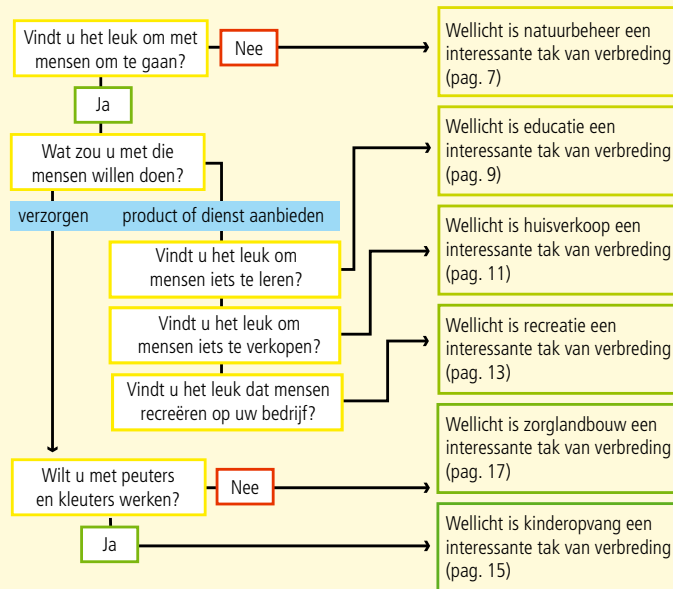 Vindt u het leuk om met
mensen om te gaan?
Nee
Wellicht is natuurbeheer een
interessante tak van verbreding
(pag. 7)
Ja
Wat zou u met die
mensen willen doen?
Wellicht is educatie een
interessante tak van verbreding
(pag. 9)
verzorgen
product of dienst aanbieden
Vindt u het leuk om
mensen iets te leren?
Wellicht is huisverkoop een
interessante tak van verbreding
(pag. 11)
Vindt u het leuk om
mensen iets te verkopen?
Wellicht is recreatie een
interessante tak van verbreding
(pag. 13)
Vindt u het leuk dat mensen
recreëren op uw bedrijf?
Wellicht is zorglandbouw een
interessante tak van verbreding
(pag. 17)
Wilt u met peuters
en kleuters werken?
Nee
Ja
Wellicht is kinderopvang een
interessante tak van verbreding
(pag. 15)